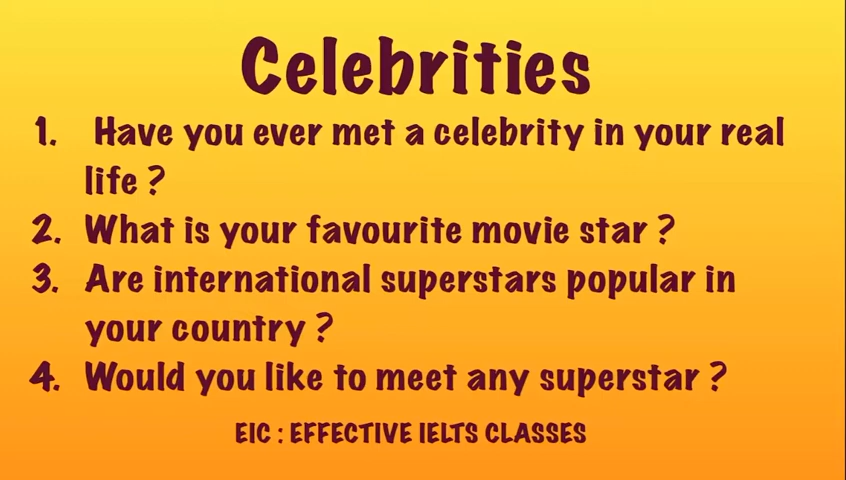 Celebrities
1. Have you ever met a celebrity in your real
life ?
2. What is your favourite movie star ?
3. Are international superstars popular in
your country ?
4. Would you like to meet any superstar ?
EIC : EFFECTIVE IELTS CLASSES